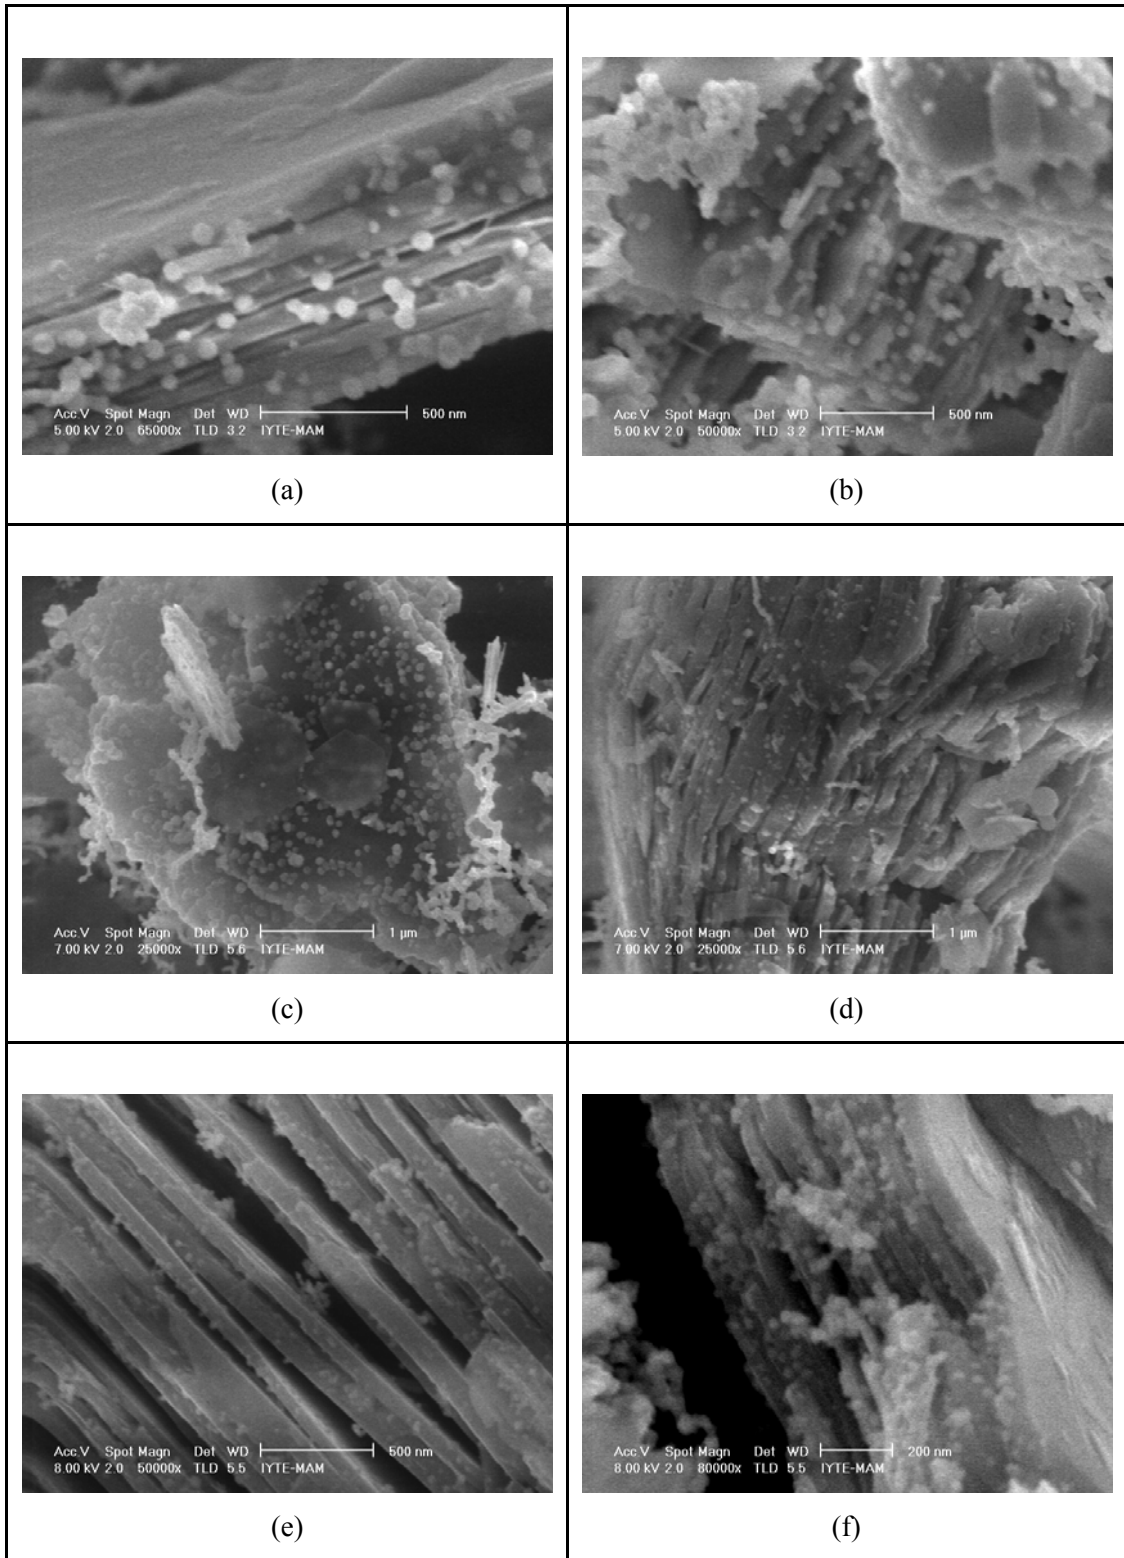 Acc.V Spot Magn Det WD 500 nm
5.00 kV 2.0 65000x TLD 3.2 IYTE-MAM
(a)
Acc.V Spot Magn Det WD 500 nm
5.00 kV 2.0 50000x TLD 3.2 IYTE-MAM
(b)
Acc.V Spot Magn Det WD 1 µm
7.00 kV 2.0 25000x TLD 5.6 IYTE-MAM
(c)
Acc.V Spot Magn Det WD 1 µm
7.00 kV 2.0 25000x TLD 5.6 IYTE-MAM
(d)
Acc.V Spot Magn Det WD 500 nm
8.00 kV 2.0 50000x TLD 5.5 IYTE-MAM
(e)
Acc.V Spot Magn Det WD 200 nm
8.00 kV 2.0 80000x TLD 5.5 IYTE-MAM
(f)